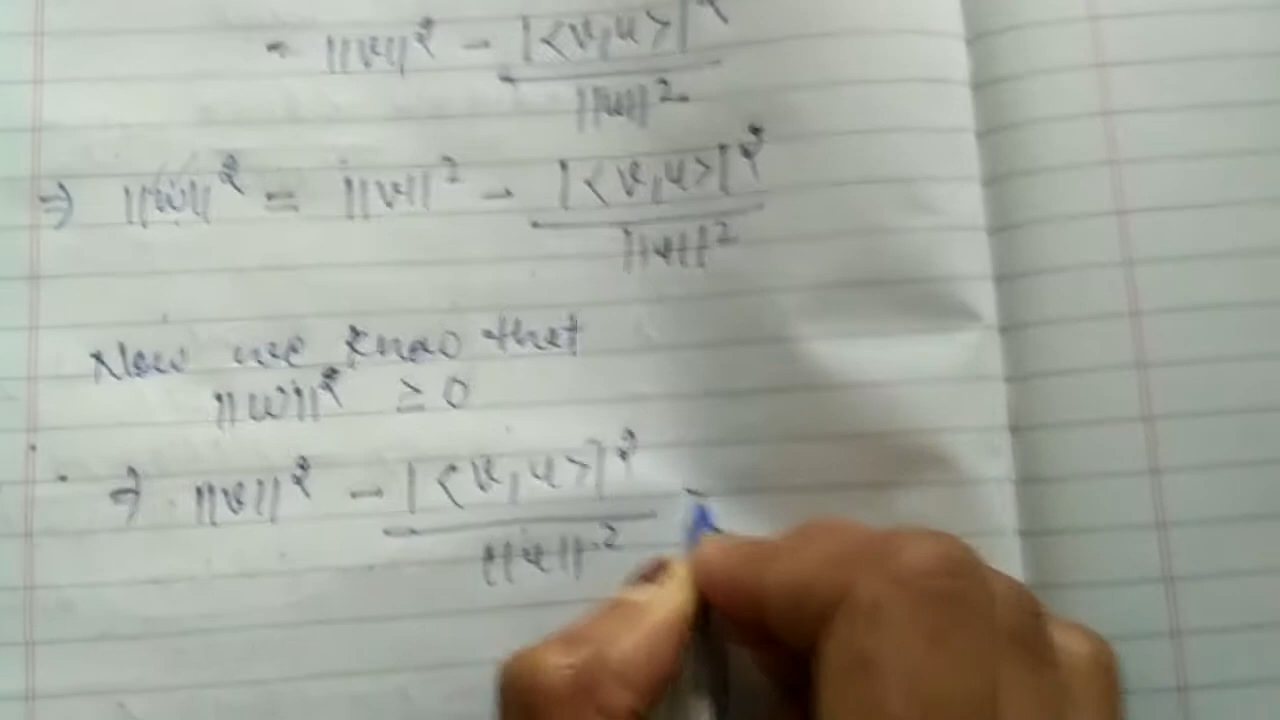 = ||v||² - |<v,u>|² / ||u||²
⇒ ||w||² = ||v||² - |<v,u>|² / ||u||²
Now we know that
||w||² ≥ 0
⇒ ||v||² - |<v,u>|² / ||u||²